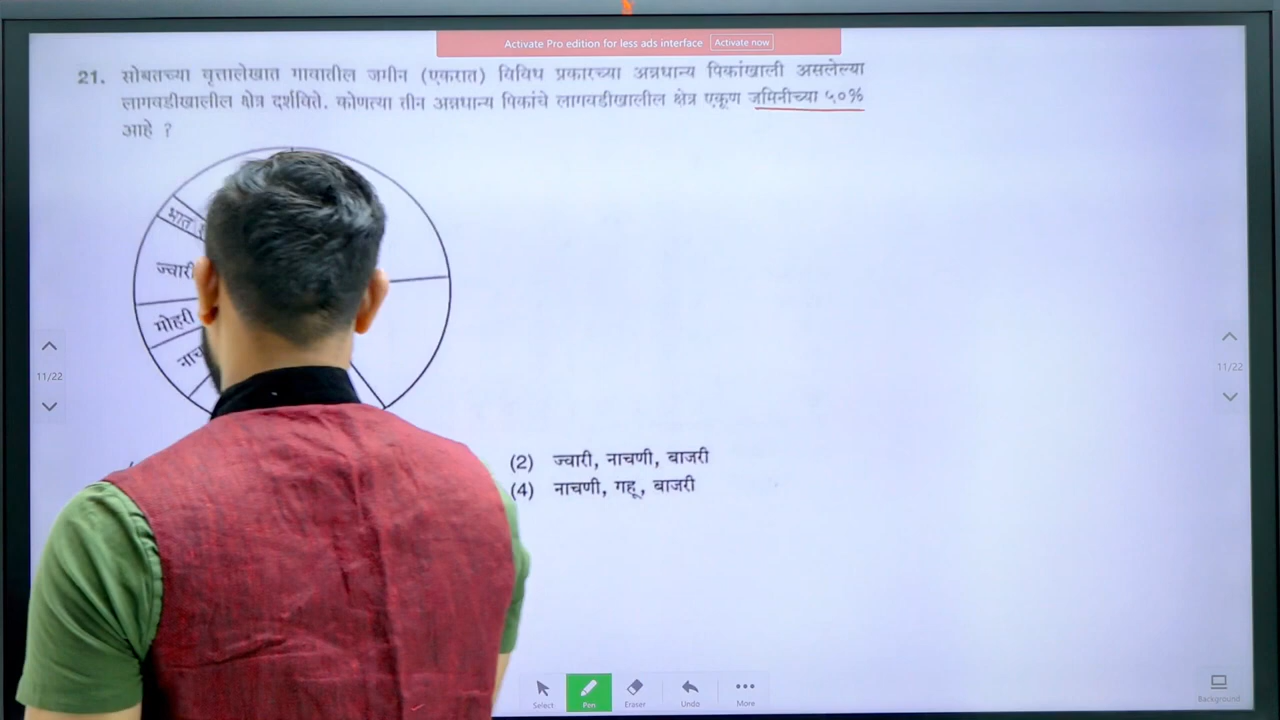 Activate Pro edition for less ads interface Activate now
21. सोबतच्या वृत्तालेखात गावातील जमीन (एकरात) विविध प्रकारच्या अन्नधान्य पिकांखाली असलेल्या
लागवडीखालील क्षेत्र दर्शविते. कोणत्या तीन अन्नधान्य पिकांचे लागवडीखालील क्षेत्र एकूण जमिनीच्या ५०%
आहे ?
भात
ज्वारी
मोहरी
11/22
11/22
(2) ज्वारी, नाचणी, बाजरी
(4) नाचणी, गहू, बाजरी
Select
Pen
Eraser
Undo
More
Background